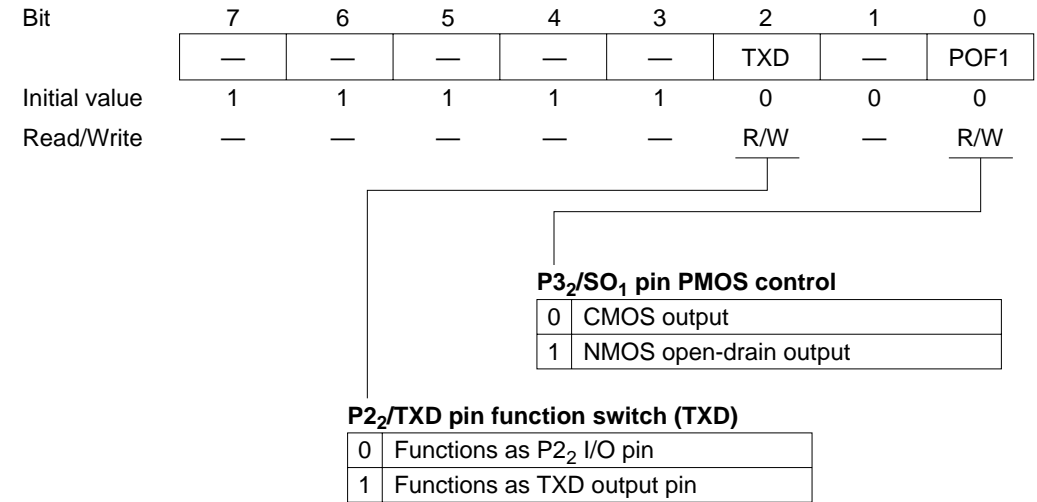 Bit 7 6 5 4 3 2 1 0
— — — — — TXD — POF1
Initial value 1 1 1 1 1 0 0 0
Read/Write — — — — — R/W — R/W
P3₂/SO₁ pin PMOS control
0 CMOS output
1 NMOS open-drain output
P2₂/TXD pin function switch (TXD)
0 Functions as P2₂ I/O pin
1 Functions as TXD output pin